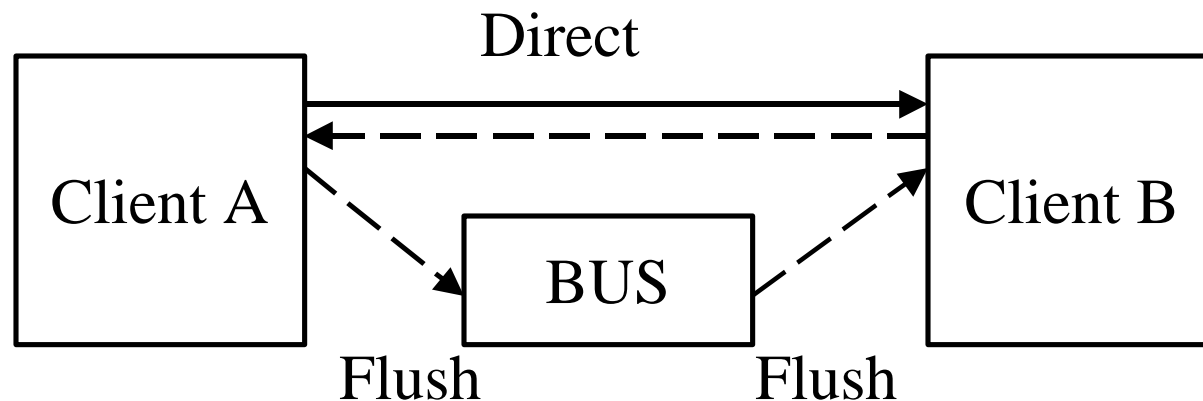 Direct
Client A
Client B
BUS
Flush
Flush